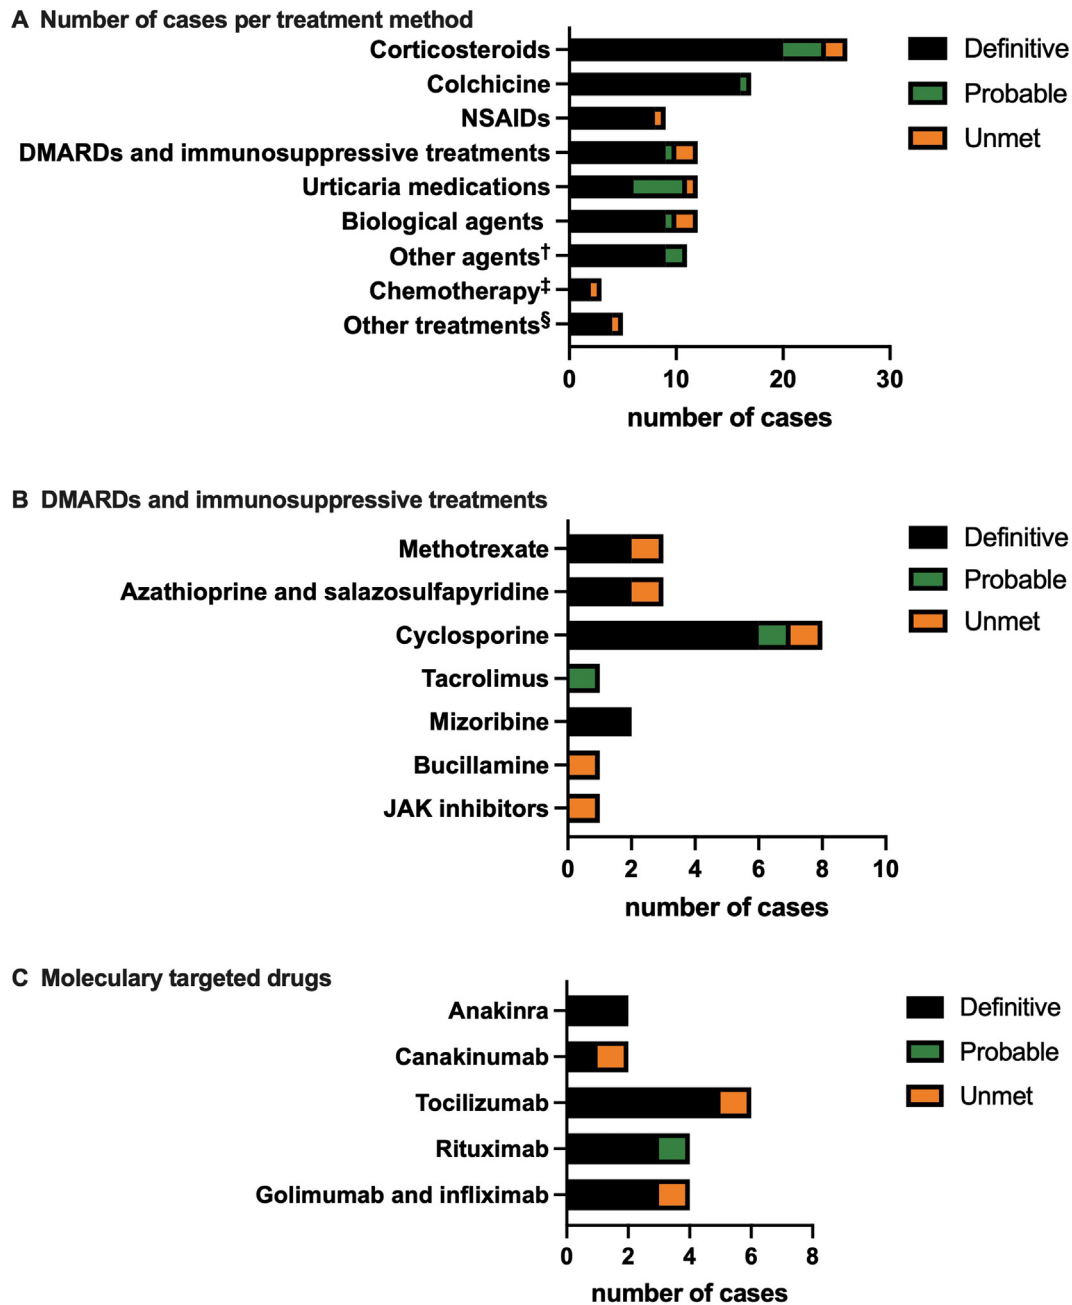 A Number of cases per treatment method
Corticosteroids
Colchicine
NSAIDs
DMARDs and immunosuppressive treatments
Urticaria medications
Biological agents
Other agents†
Chemotherapy‡
Other treatments§
0 10 20 30
number of cases
Definitive
Probable
Unmet
B DMARDs and immunosuppressive treatments
Methotrexate
Azathioprine and salazosulfapyridine
Cyclosporine
Tacrolimus
Mizoribine
Bucillamine
JAK inhibitors
0 2 4 6 8 10
number of cases
Definitive
Probable
Unmet
C Moleculary targeted drugs
Anakinra
Canakinumab
Tocilizumab
Rituximab
Golimumab and infliximab
0 2 4 6 8
number of cases
Definitive
Probable
Unmet